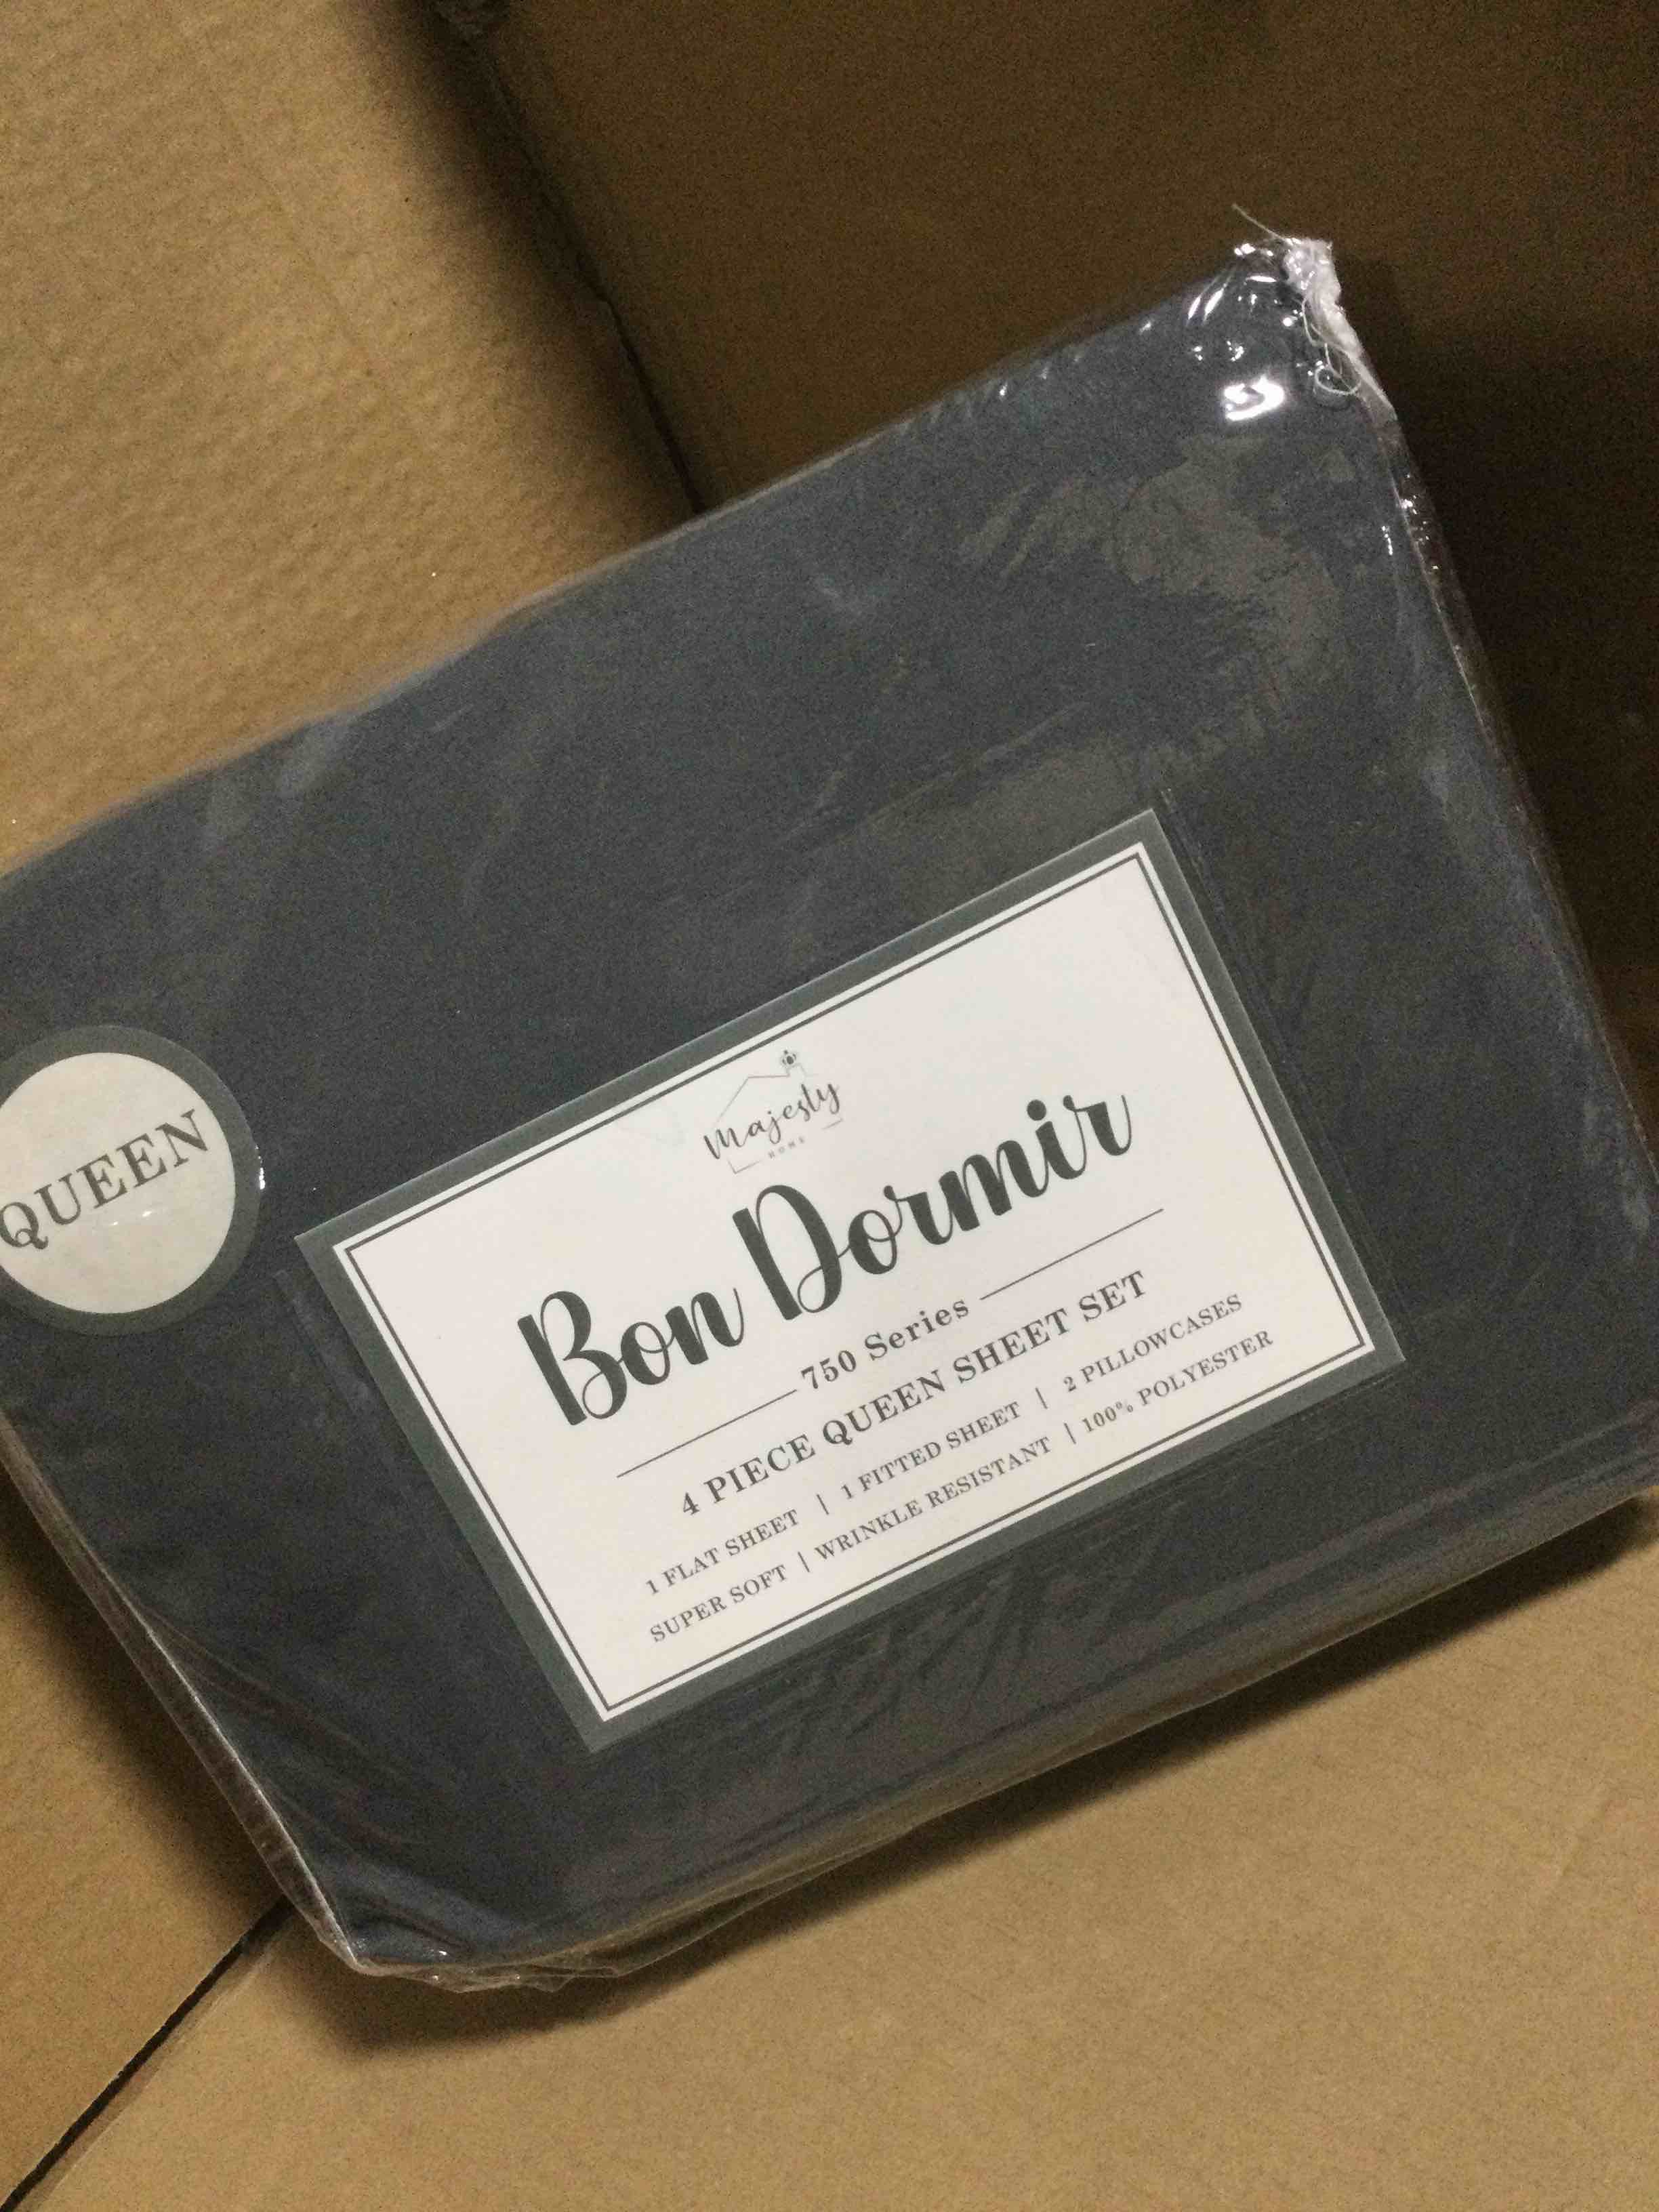 QUEEN
Majesty
HOME
Bon Dormir
750 Series
4 PIECE QUEEN SHEET SET
1 FLAT SHEET | 1 FITTED SHEET | 2 PILLOWCASES
SUPER SOFT | WRINKLE RESISTANT | 100% POLYESTER